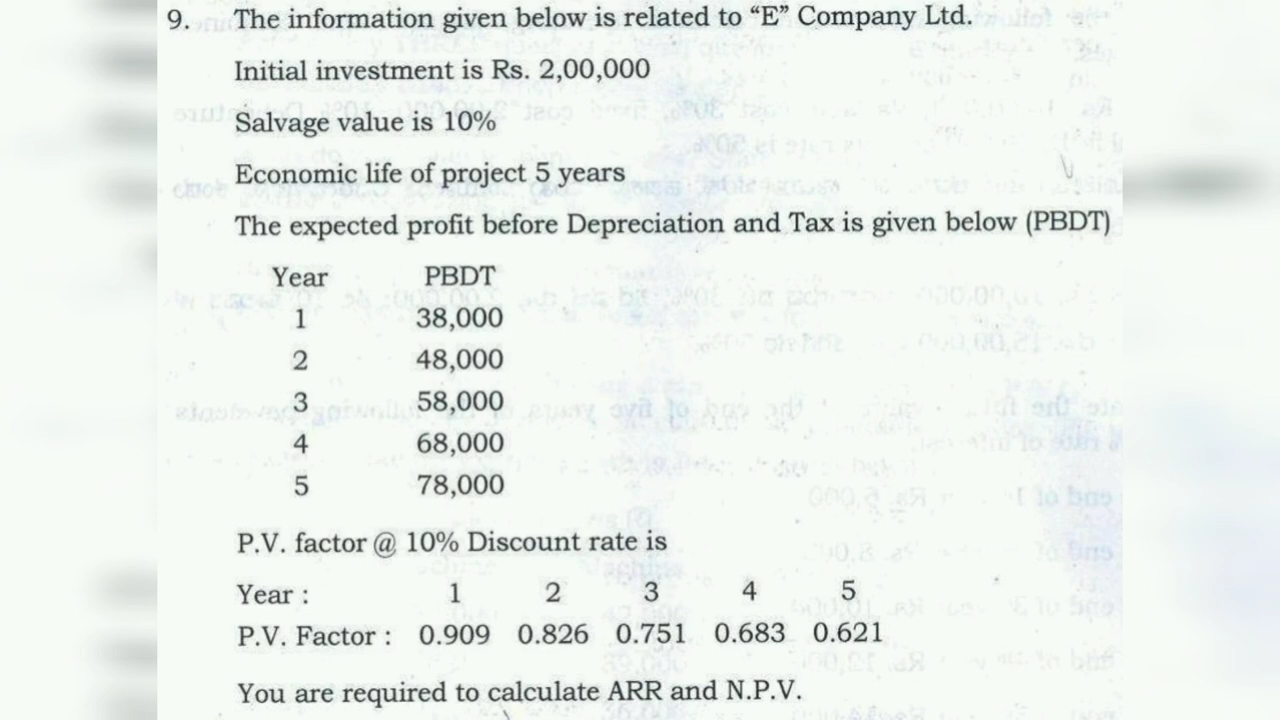 9. The information given below is related to “E” Company Ltd.
Initial investment is Rs. 2,00,000
Salvage value is 10%
Economic life of project 5 years
The expected profit before Depreciation and Tax is given below (PBDT)
Year PBDT
1 38,000
2 48,000
3 58,000
4 68,000
5 78,000
P.V. factor @ 10% Discount rate is
Year : 1 2 3 4 5
P.V. Factor : 0.909 0.826 0.751 0.683 0.621
You are required to calculate ARR and N.P.V.